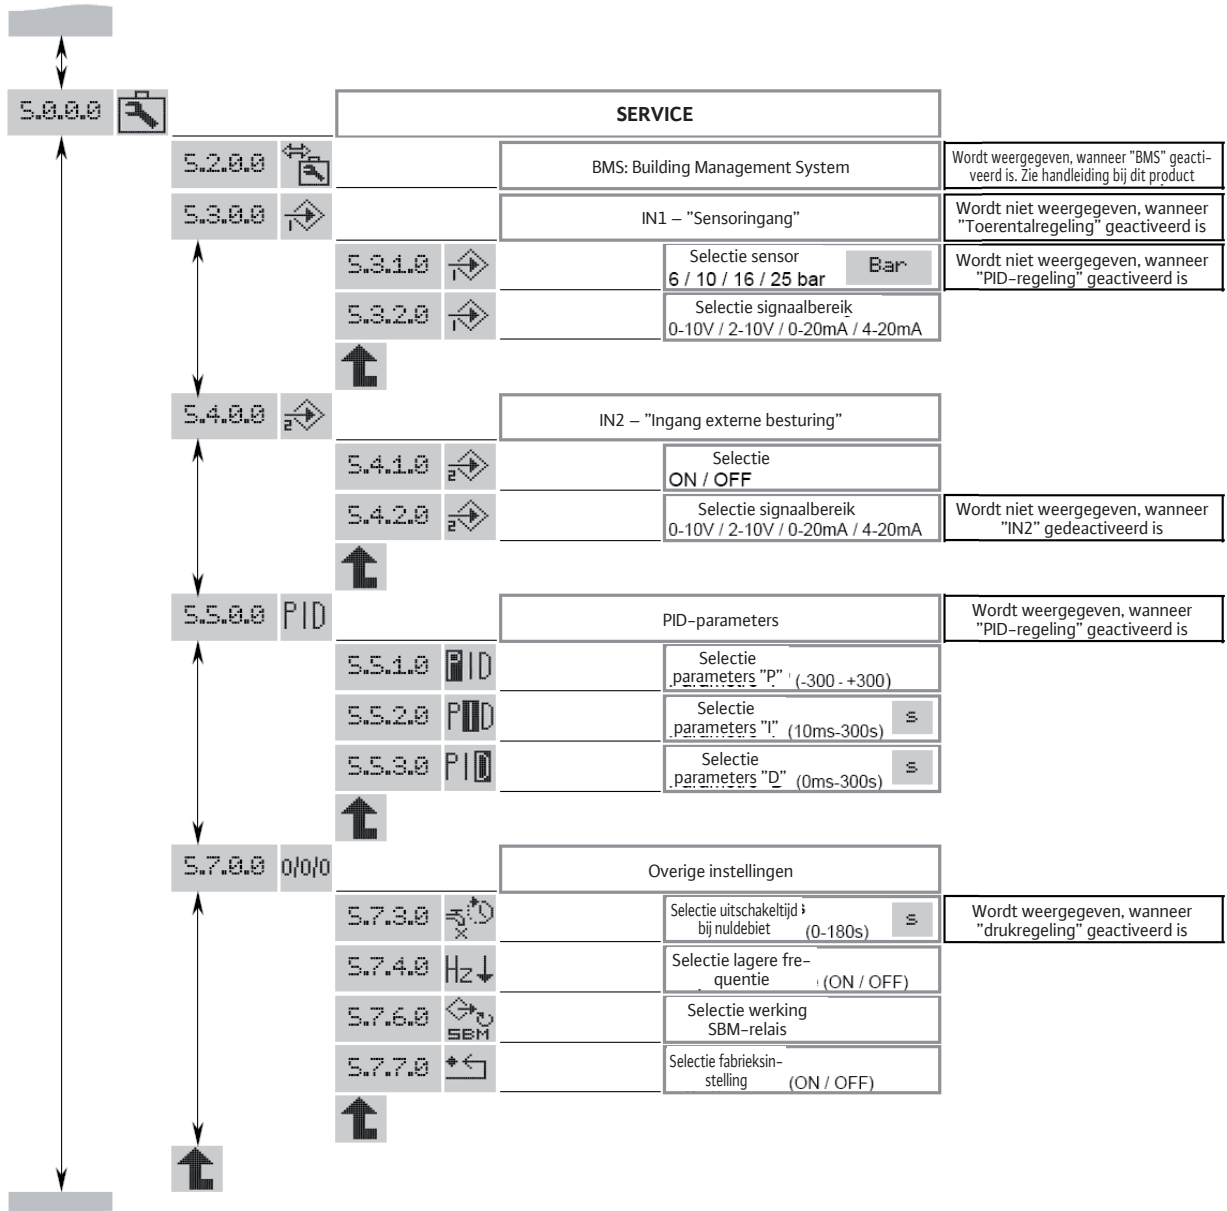 5.0.0.0
SERVICE
5.2.0.0
BMS: Building Management System
Wordt weergegeven, wanneer ”BMS” geacti-
veerd is. Zie handleiding bij dit product
5.3.0.0
1
IN1 – ”Sensoringang”
Wordt niet weergegeven, wanneer
”Toerentalregeling” geactiveerd is
5.3.1.0
1
Selectie sensor
6 / 10 / 16 / 25 bar
Bar
Wordt niet weergegeven, wanneer
”PID-regeling” geactiveerd is
5.3.2.0
1
Selectie signaalbereik
0-10V / 2-10V / 0-20mA / 4-20mA
5.4.0.0
2
IN2 – ”Ingang externe besturing”
5.4.1.0
2
Selectie
ON / OFF
5.4.2.0
2
Selectie signaalbereik
0-10V / 2-10V / 0-20mA / 4-20mA
Wordt niet weergegeven, wanneer
”IN2” gedeactiveerd is
5.5.0.0
PID
PID-parameters
Wordt weergegeven, wanneer
”PID-regeling” geactiveerd is
5.5.1.0
PID
Selectie
parameters ”P” (-300 - +300)
5.5.2.0
PID
Selectie
parameters ”I” (10ms-300s)
s
5.5.3.0
PID
Selectie
parameters ”D” (0ms-300s)
s
5.7.0.0
0/0/0
Overige instellingen
5.7.3.0
Selectie uitschakeltijd
bij nuldebiet (0-180s)
s
Wordt weergegeven, wanneer
”drukregeling” geactiveerd is
5.7.4.0
Hz
Selectie lagere fre-
quentie (ON / OFF)
5.7.6.0
SBM
Selectie werking
SBM-relais
5.7.7.0
Selectie fabrieksin-
stelling (ON / OFF)